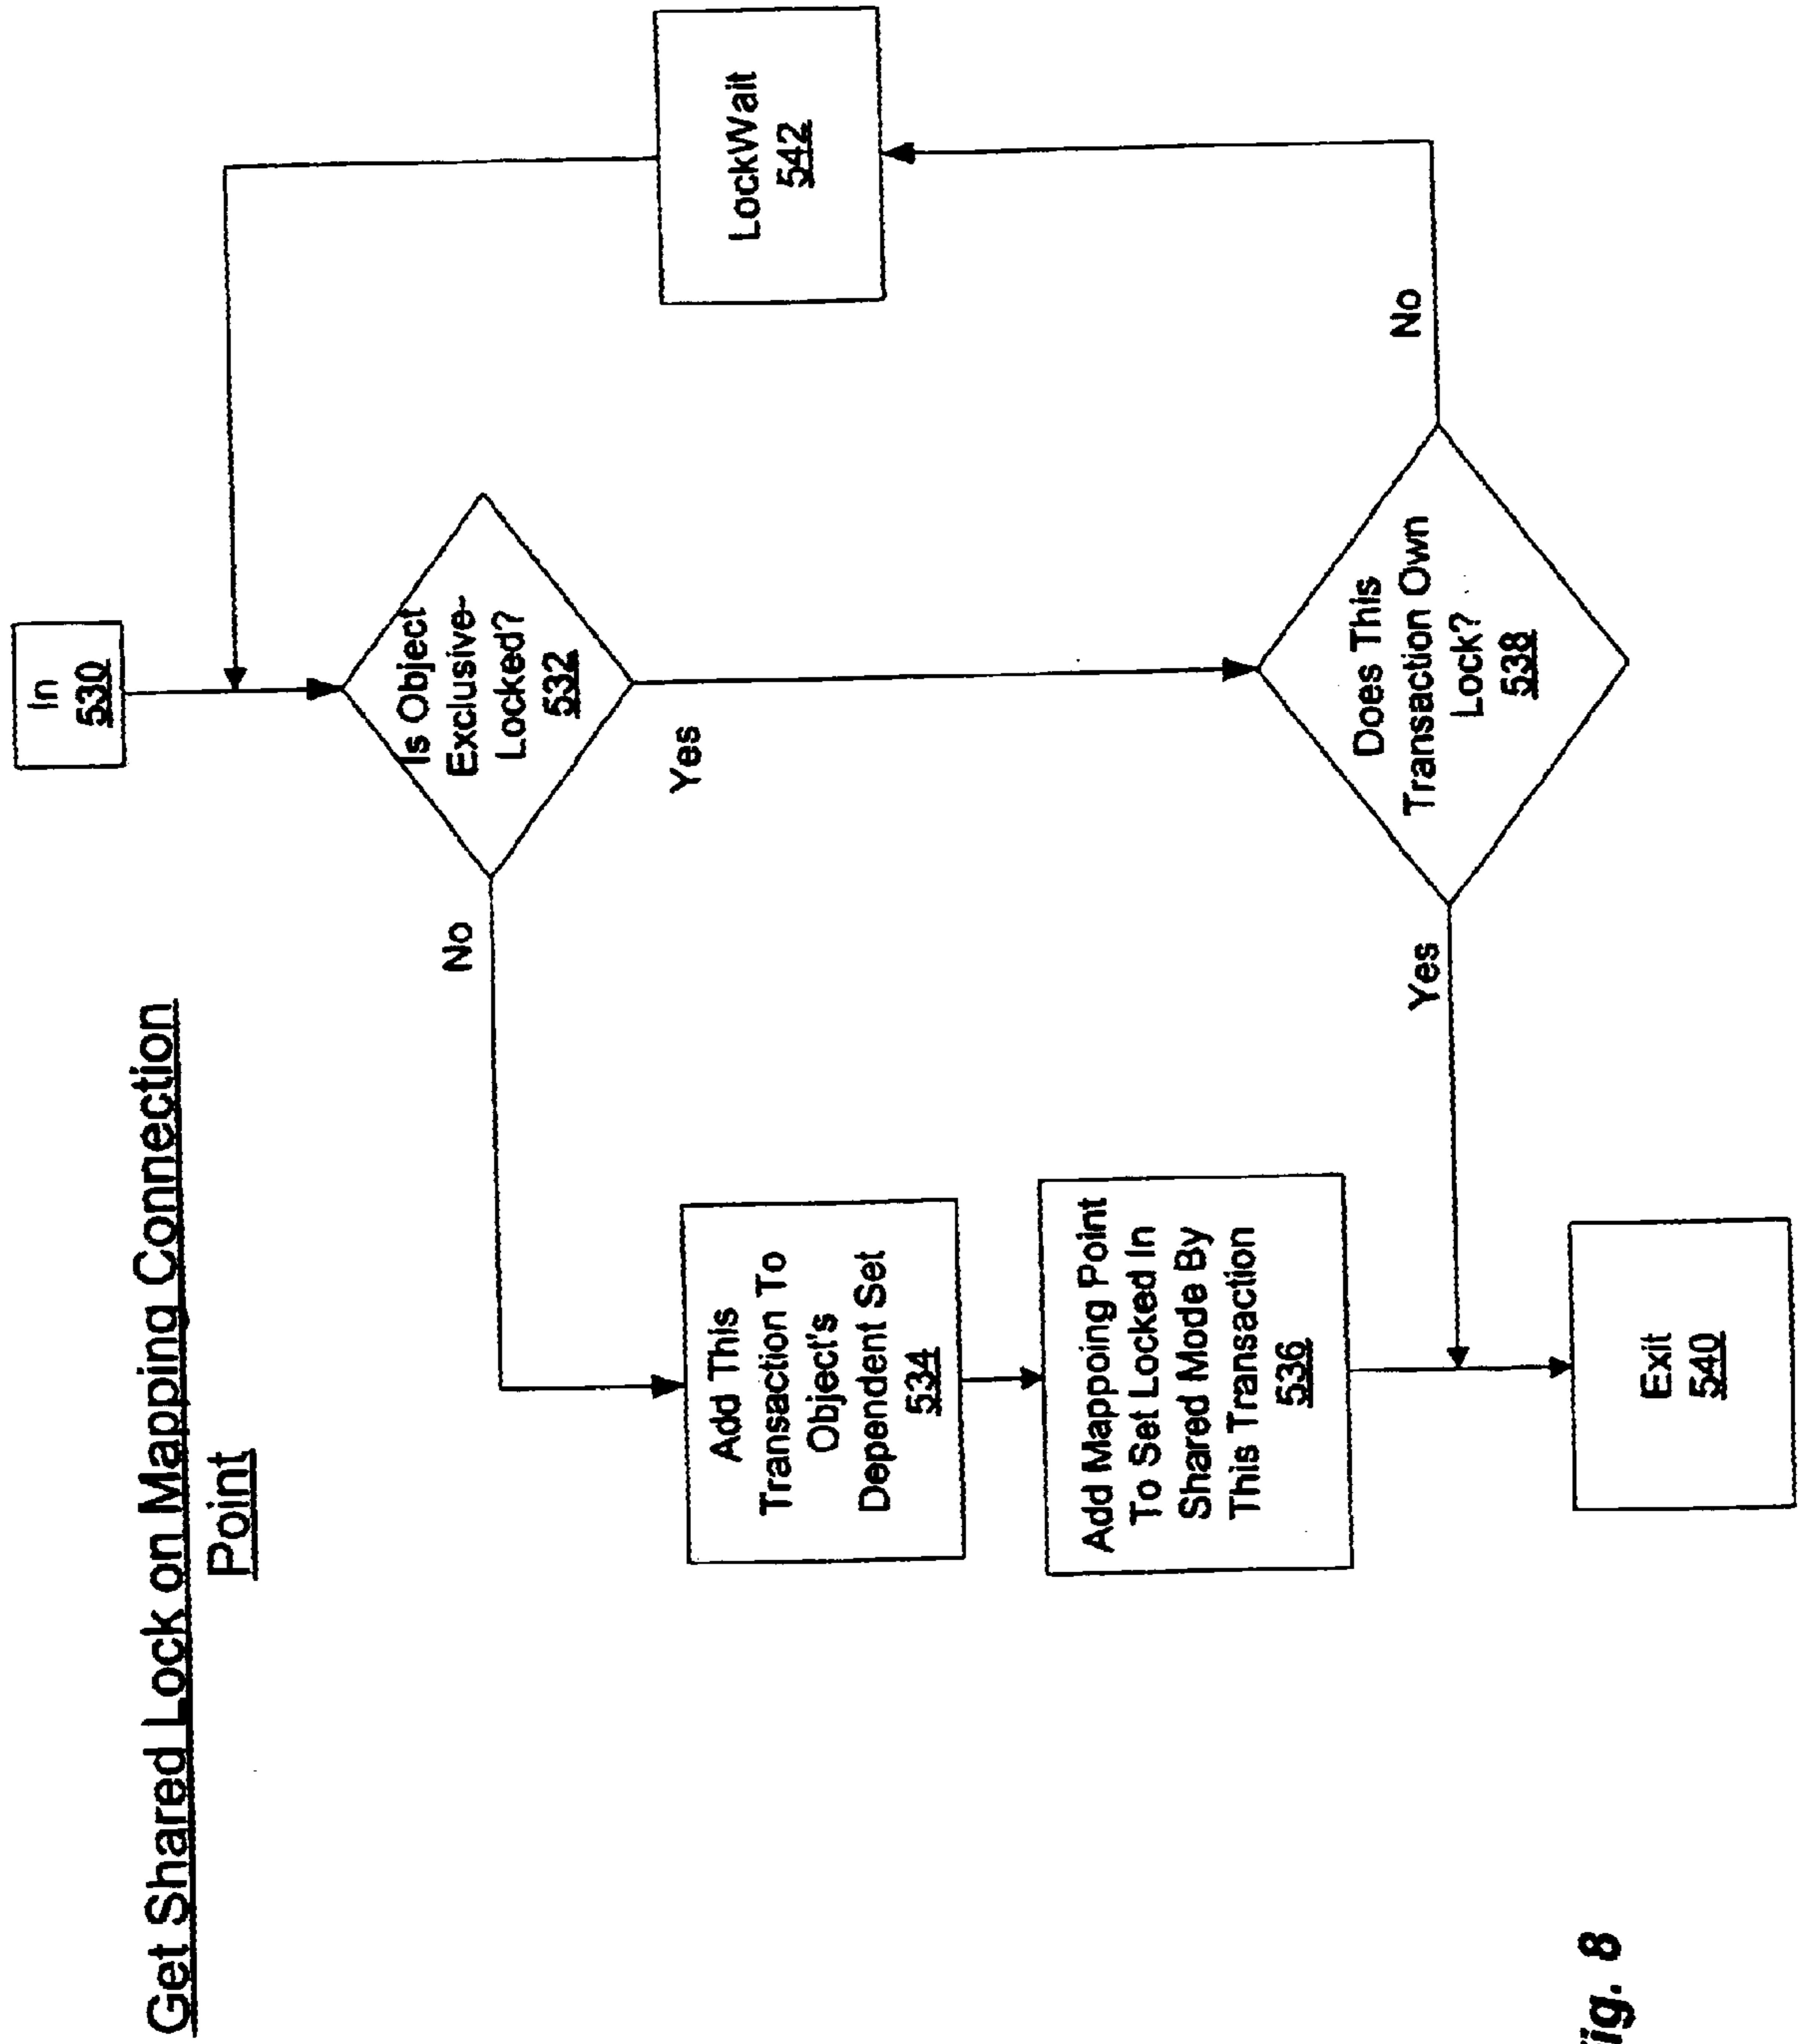 Get Shared Lock on Mapping Connection
Point
In
530
Is Object
Exclusive-
Locked?
532
No
Yes
LockWait
542
Add This
Transaction To
Object's
Dependent Set
534
Add Mappoing Point
To Set Locked In
Shared Mode By
This Transaction
536
Does This
Transaction Own
Lock?
538
Yes
No
Exit
540
ig. 8